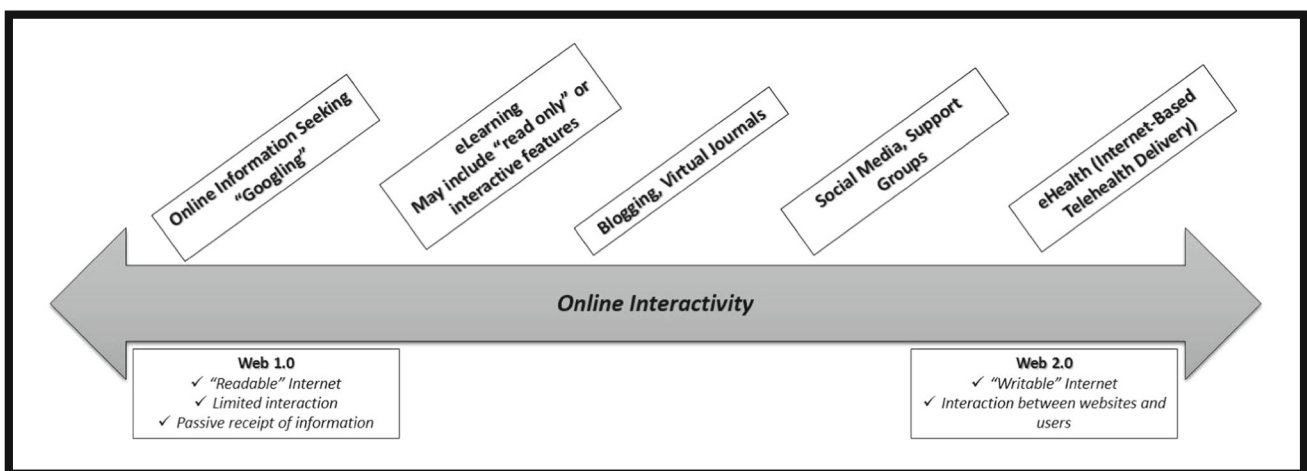 Online Information Seeking
“Googling”
eLearning
May include “read only” or
interactive features
Blogging, Virtual Journals
Social Media, Support
Groups
eHealth (Internet-Based
Telehealth Delivery)
Online Interactivity
Web 1.0
✓ “Readable” Internet
✓ Limited interaction
✓ Passive receipt of information
Web 2.0
✓ “Writable” Internet
✓ Interaction between websites and
users